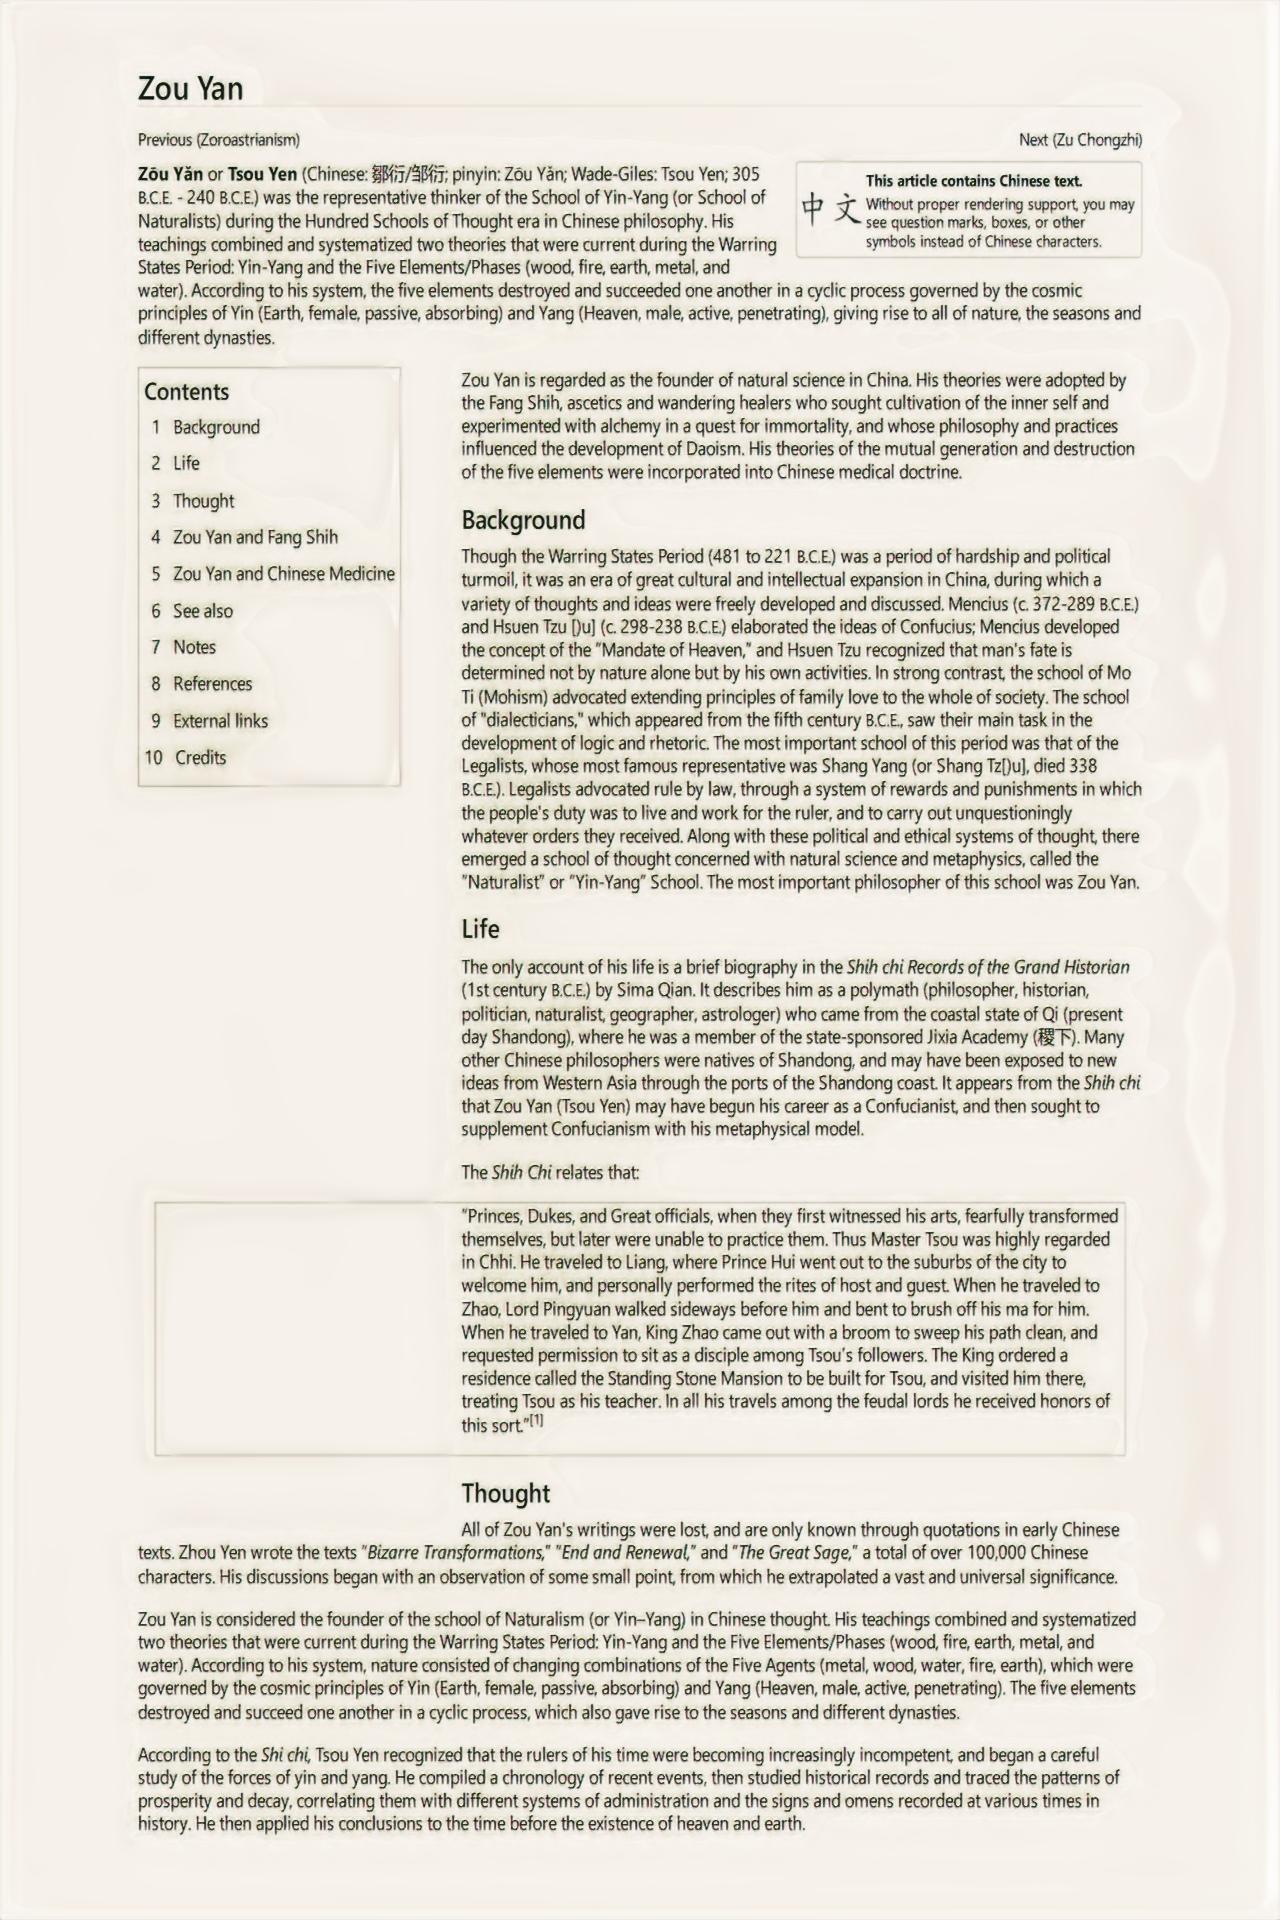 Zou Yan
Previous (Zoroastrianism)
Next (Zu Chongzhi)
Zōu Yǎn or Tsou Yen (Chinese: 鄒衍/邹衍; pinyin: Zōu Yǎn; Wade-Giles: Tsou Yen; 305
B.C.E. - 240 B.C.E.) was the representative thinker of the School of Yin-Yang (or School of
Naturalists) during the Hundred Schools of Thought era in Chinese philosophy. His
teachings combined and systematized two theories that were current during the Warring
States Period: Yin-Yang and the Five Elements/Phases (wood, fire, earth, metal, and
water). According to his system, the five elements destroyed and succeeded one another in a cyclic process governed by the cosmic
principles of Yin (Earth, female, passive, absorbing) and Yang (Heaven, male, active, penetrating), giving rise to all of nature, the seasons and
different dynasties.
中文
This article contains Chinese text.
Without proper rendering support, you may
see question marks, boxes, or other
symbols instead of Chinese characters.
Contents
1 Background
2 Life
3 Thought
4 Zou Yan and Fang Shih
5 Zou Yan and Chinese Medicine
6 See also
7 Notes
8 References
9 External links
10 Credits
Zou Yan is regarded as the founder of natural science in China. His theories were adopted by
the Fang Shih, ascetics and wandering healers who sought cultivation of the inner self and
experimented with alchemy in a quest for immortality, and whose philosophy and practices
influenced the development of Daoism. His theories of the mutual generation and destruction
of the five elements were incorporated into Chinese medical doctrine.
Background
Though the Warring States Period (481 to 221 B.C.E.) was a period of hardship and political
turmoil, it was an era of great cultural and intellectual expansion in China, during which a
variety of thoughts and ideas were freely developed and discussed. Mencius (c. 372-289 B.C.E.)
and Hsuen Tzu [)u] (c. 298-238 B.C.E.) elaborated the ideas of Confucius; Mencius developed
the concept of the "Mandate of Heaven," and Hsuen Tzu recognized that man's fate is
determined not by nature alone but by his own activities. In strong contrast, the school of Mo
Ti (Mohism) advocated extending principles of family love to the whole of society. The school
of "dialecticians," which appeared from the fifth century B.C.E., saw their main task in the
development of logic and rhetoric. The most important school of this period was that of the
Legalists, whose most famous representative was Shang Yang (or Shang Tz[)u], died 338
B.C.E.). Legalists advocated rule by law, through a system of rewards and punishments in which
the people's duty was to live and work for the ruler, and to carry out unquestioningly
whatever orders they received. Along with these political and ethical systems of thought, there
emerged a school of thought concerned with natural science and metaphysics, called the
"Naturalist" or "Yin-Yang" School. The most important philosopher of this school was Zou Yan.
Life
The only account of his life is a brief biography in the Shih chi Records of the Grand Historian
(1st century B.C.E.) by Sima Qian. It describes him as a polymath (philosopher, historian,
politician, naturalist, geographer, astrologer) who came from the coastal state of Qi (present
day Shandong), where he was a member of the state-sponsored Jixia Academy (稷下). Many
other Chinese philosophers were natives of Shandong, and may have been exposed to new
ideas from Western Asia through the ports of the Shandong coast. It appears from the Shih chi
that Zou Yan (Tsou Yen) may have begun his career as a Confucianist, and then sought to
supplement Confucianism with his metaphysical model.
The Shih Chi relates that:
"Princes, Dukes, and Great officials, when they first witnessed his arts, fearfully transformed
themselves, but later were unable to practice them. Thus Master Tsou was highly regarded
in Chhi. He traveled to Liang, where Prince Hui went out to the suburbs of the city to
welcome him, and personally performed the rites of host and guest. When he traveled to
Zhao, Lord Pingyuan walked sideways before him and bent to brush off his ma for him.
When he traveled to Yan, King Zhao came out with a broom to sweep his path clean, and
requested permission to sit as a disciple among Tsou's followers. The King ordered a
residence called the Standing Stone Mansion to be built for Tsou, and visited him there,
treating Tsou as his teacher. In all his travels among the feudal lords he received honors of
this sort."[1]
Thought
All of Zou Yan's writings were lost, and are only known through quotations in early Chinese
texts. Zhou Yen wrote the texts "Bizarre Transformations," "End and Renewal," and "The Great Sage," a total of over 100,000 Chinese
characters. His discussions began with an observation of some small point, from which he extrapolated a vast and universal significance.
Zou Yan is considered the founder of the school of Naturalism (or Yin–Yang) in Chinese thought. His teachings combined and systematized
two theories that were current during the Warring States Period: Yin-Yang and the Five Elements/Phases (wood, fire, earth, metal, and
water). According to his system, nature consisted of changing combinations of the Five Agents (metal, wood, water, fire, earth), which were
governed by the cosmic principles of Yin (Earth, female, passive, absorbing) and Yang (Heaven, male, active, penetrating). The five elements
destroyed and succeed one another in a cyclic process, which also gave rise to the seasons and different dynasties.
According to the Shi chi, Tsou Yen recognized that the rulers of his time were becoming increasingly incompetent, and began a careful
study of the forces of yin and yang. He compiled a chronology of recent events, then studied historical records and traced the patterns of
prosperity and decay, correlating them with different systems of administration and the signs and omens recorded at various times in
history. He then applied his conclusions to the time before the existence of heaven and earth.